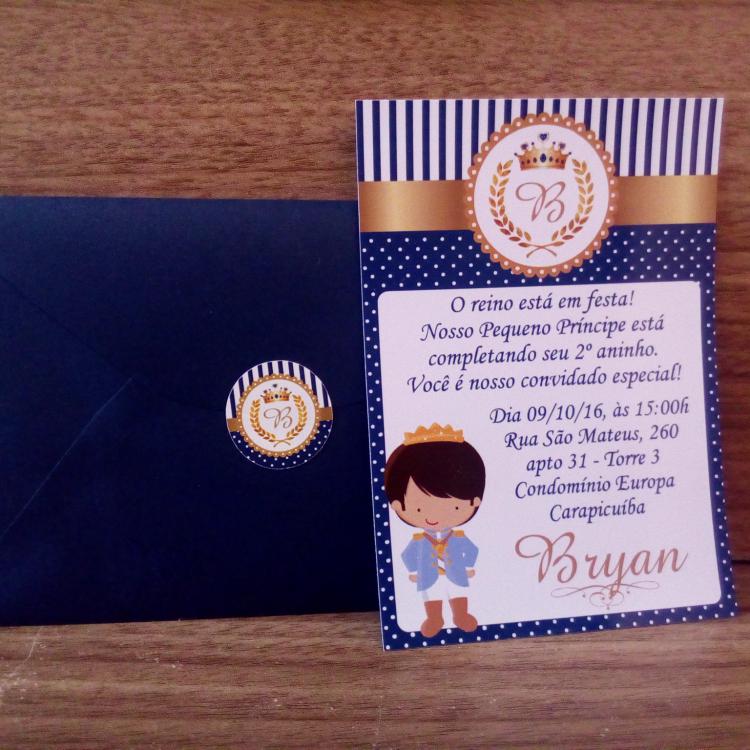 B
O reino está em festa!
Nosso Pequeno Príncipe está
completando seu 2º aninho.
Você é nosso convidado especial!
Dia 09/10/16, às 15:00h
Rua São Mateus, 260
apto 31 - Torre 3
Condomínio Europa
Carapicuíba
Bryan
B